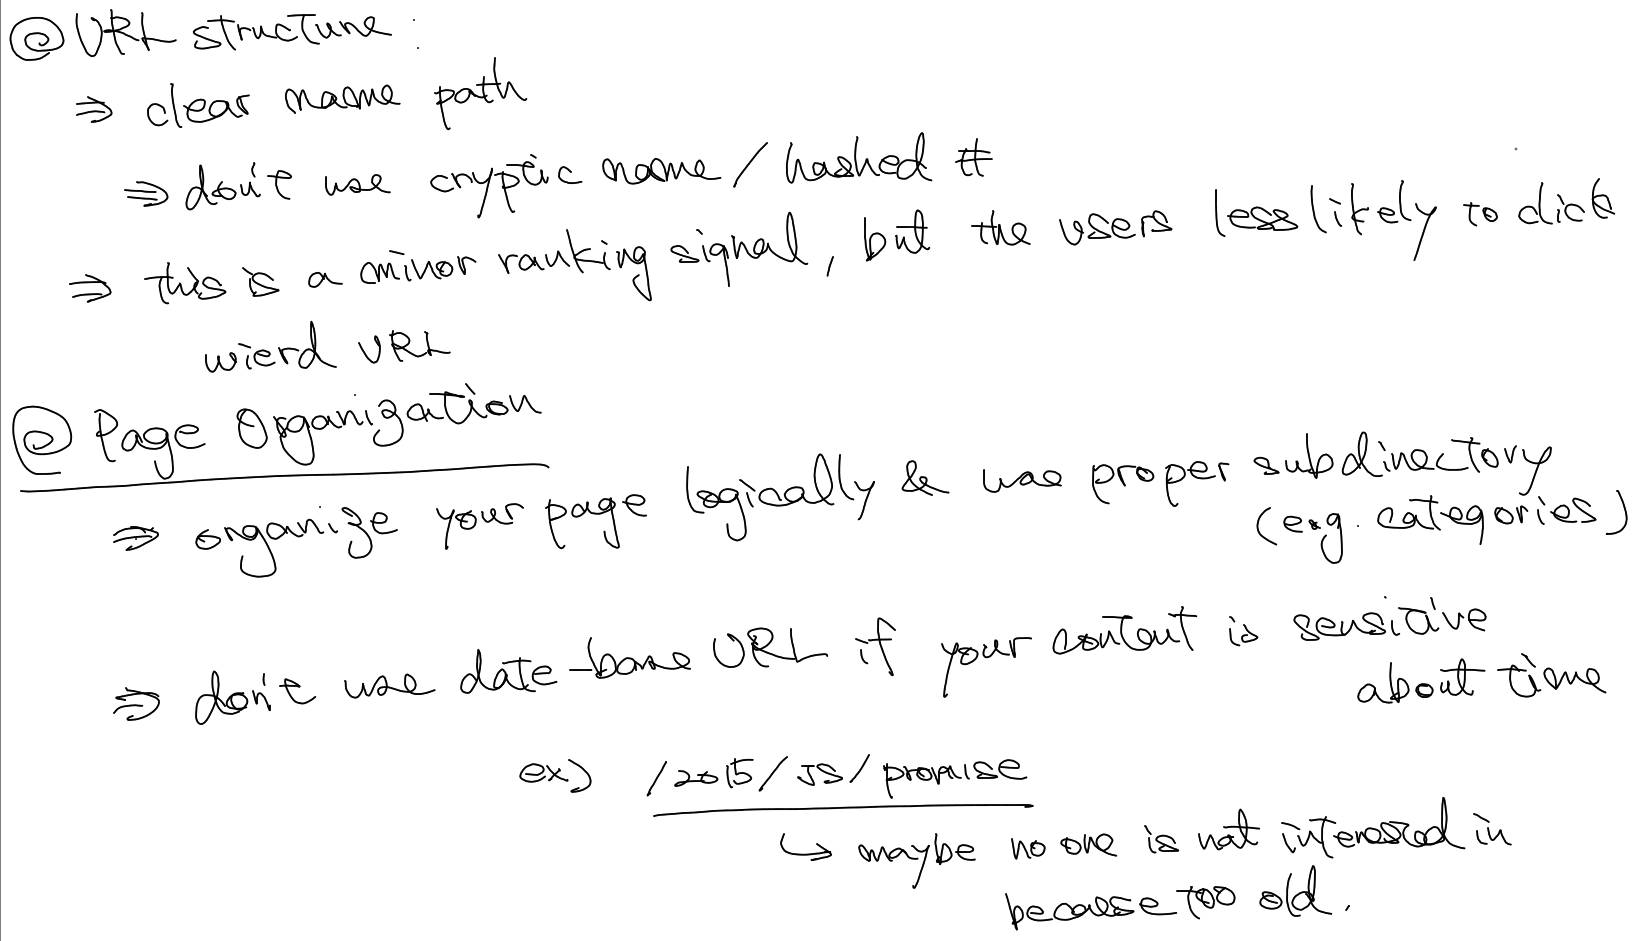 @ URL structure :
⇒ clear name path
⇒ don't use cryptic name / hashed #
⇒ this is a minor ranking signal, but the users less likely to click
wierd URL
@ Page Organization
⇒ organize your page logically & use proper subdirectory
(e.g. categories)
⇒ don't use date-base URL if your content is sensitive
about time
ex) /2015/JS/promise
↳ maybe no one is not interested in
because too old.